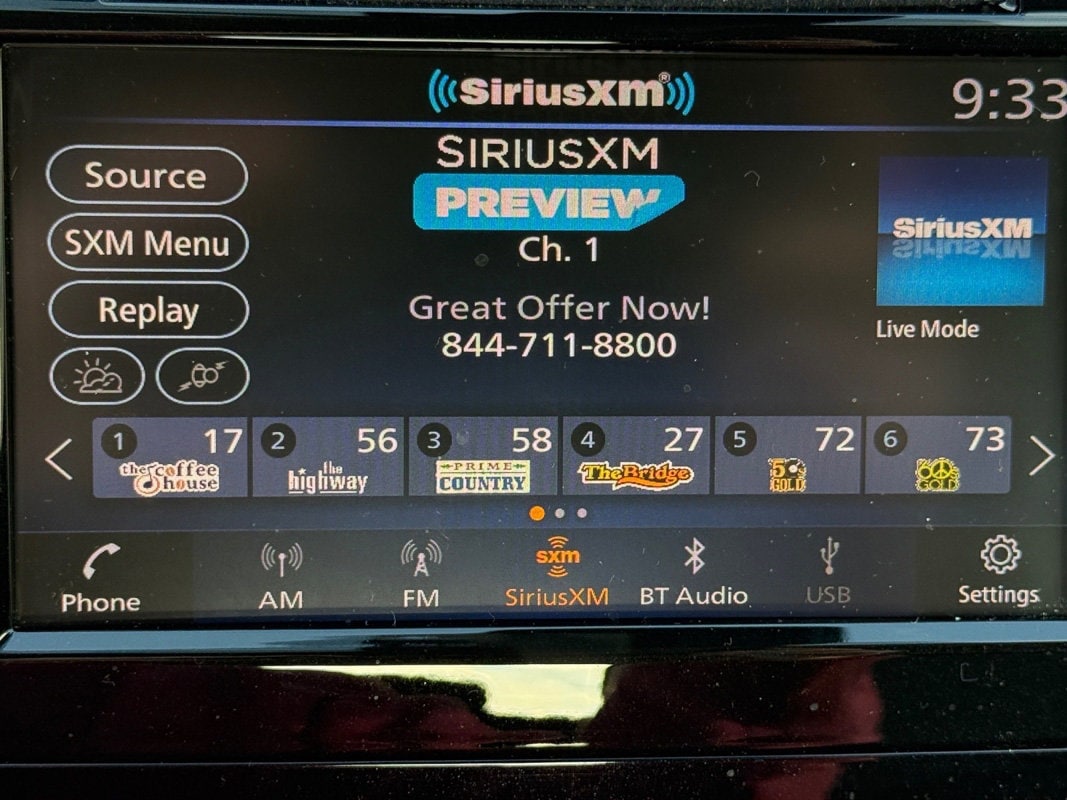 SiriusXM®
9:33
Source
SXM Menu
Replay
SIRIUSXM
PREVIEW
Ch. 1
Great Offer Now!
844-711-8800
SiriusXM
Live Mode
1 17
the coffee
house
2 56
the
highway
3 58
PRIME
COUNTRY
4 27
The Bridge
5 72
50s
GOLD
6 73
60s
GOLD
Phone
AM
FM
sxm
SiriusXM
BT Audio
USB
Settings